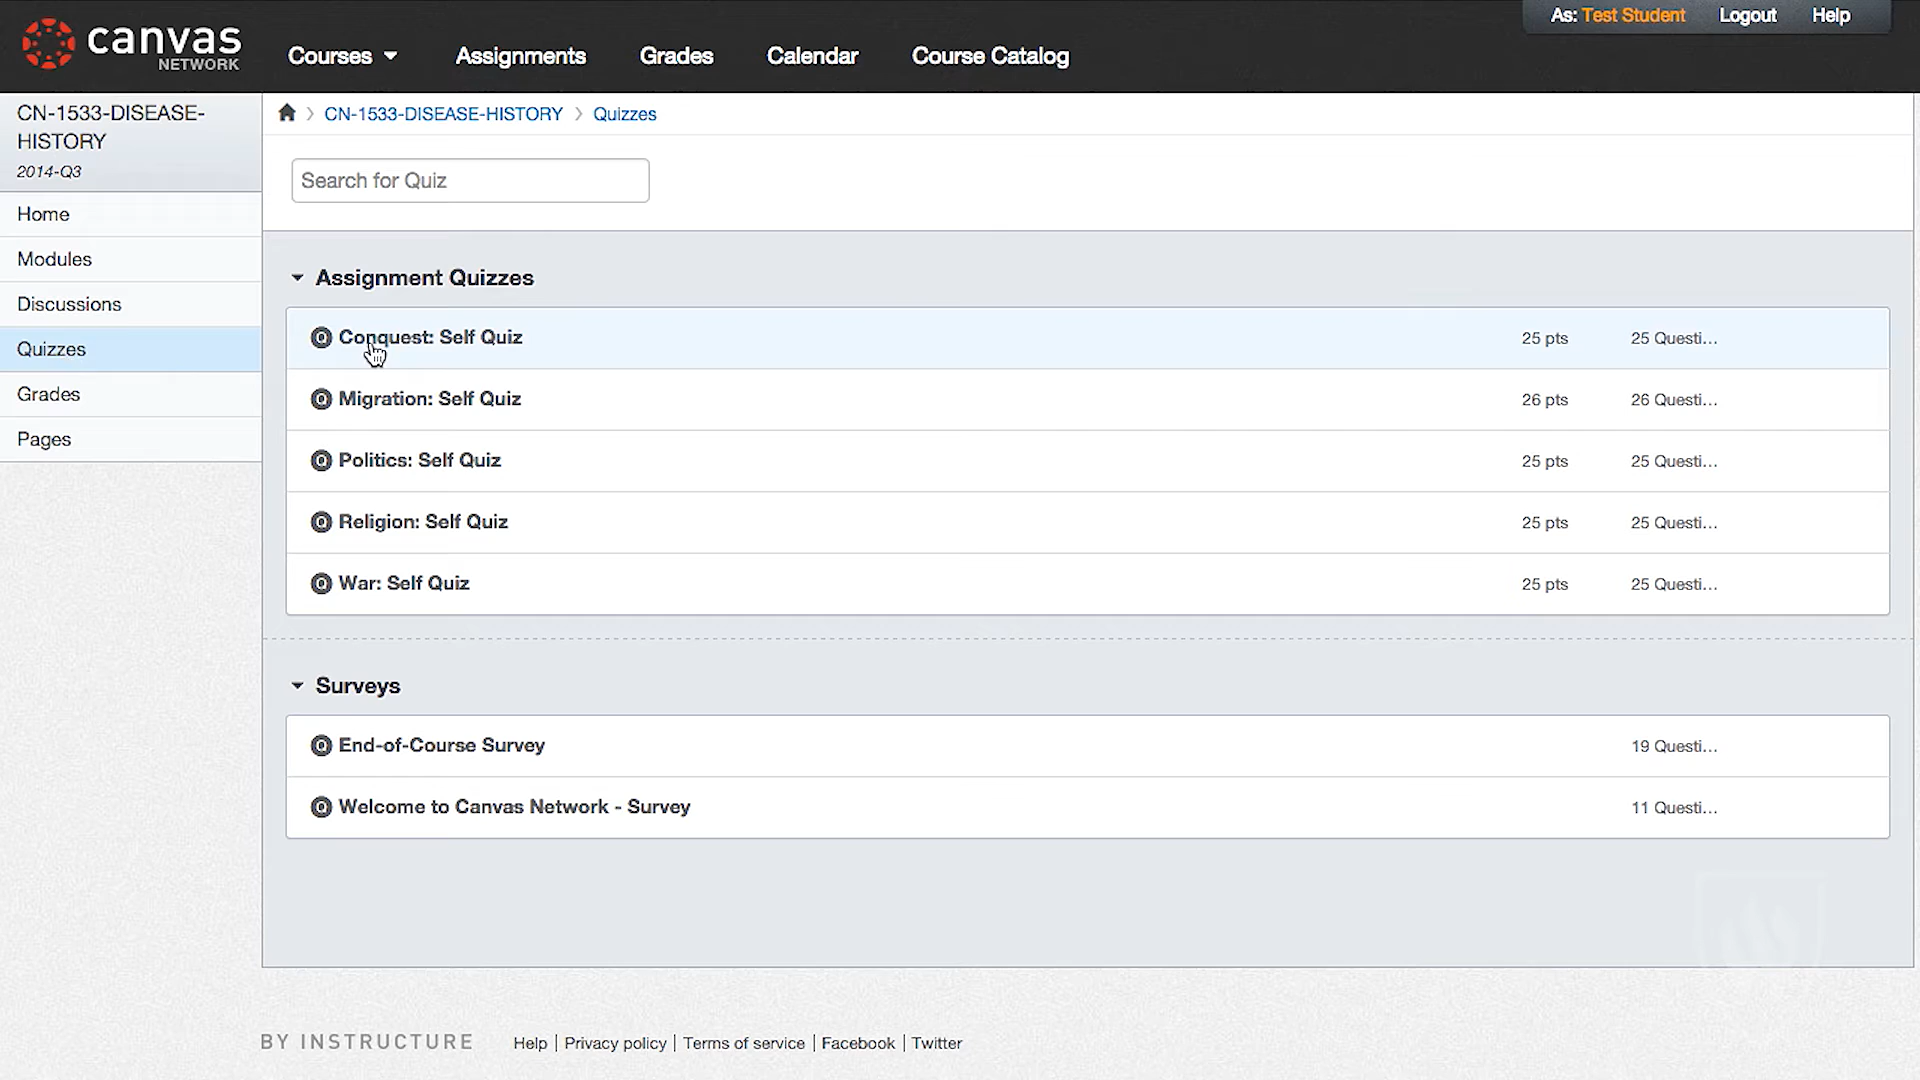 canvas
NETWORK
Courses
Assignments
Grades
Calendar
Course Catalog
As: Test Student
Logout
Help
CN-1533-DISEASE-
HISTORY
2014-Q3
Home
Modules
Discussions
Quizzes
Grades
Pages
CN-1533-DISEASE-HISTORY
Quizzes
Search for Quiz
Assignment Quizzes
Conquest: Self Quiz 25 pts 25 Questi...
Migration: Self Quiz 26 pts 26 Questi...
Politics: Self Quiz 25 pts 25 Questi...
Religion: Self Quiz 25 pts 25 Questi...
War: Self Quiz 25 pts 25 Questi...
Surveys
End-of-Course Survey 19 Questi...
Welcome to Canvas Network - Survey 11 Questi...
BY INSTRUCTURE
Help | Privacy policy | Terms of service | Facebook | Twitter